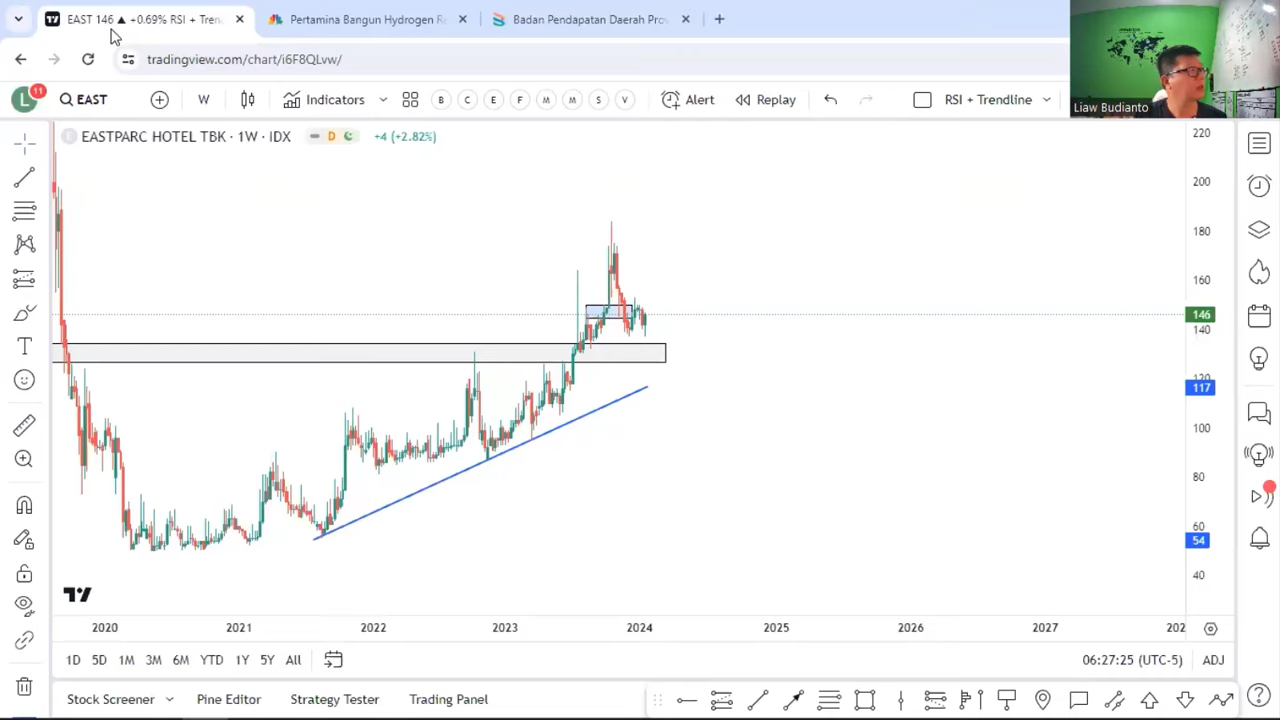 EAST 146 ▲ +0.69% RSI + Tren
Pertamina Bangun Hydrogen R
Badan Pendapatan Daerah Pro
tradingview.com/chart/i6F8QLvw/
L 11 EAST W Indicators B C E F M M S V Alert Replay RSI + Trendline
Liaw Budianto
EASTPARC HOTEL TBK · 1W · IDX D +4 (+2.82%)
220
200
180
160
146
140
120
117
100
80
60
54
40
2020 2021 2022 2023 2024 2025 2026 2027 202
1D 5D 1M 3M 6M YTD 1Y 5Y All 06:27:25 (UTC-5) ADJ
Stock Screener Pine Editor Strategy Tester Trading Panel